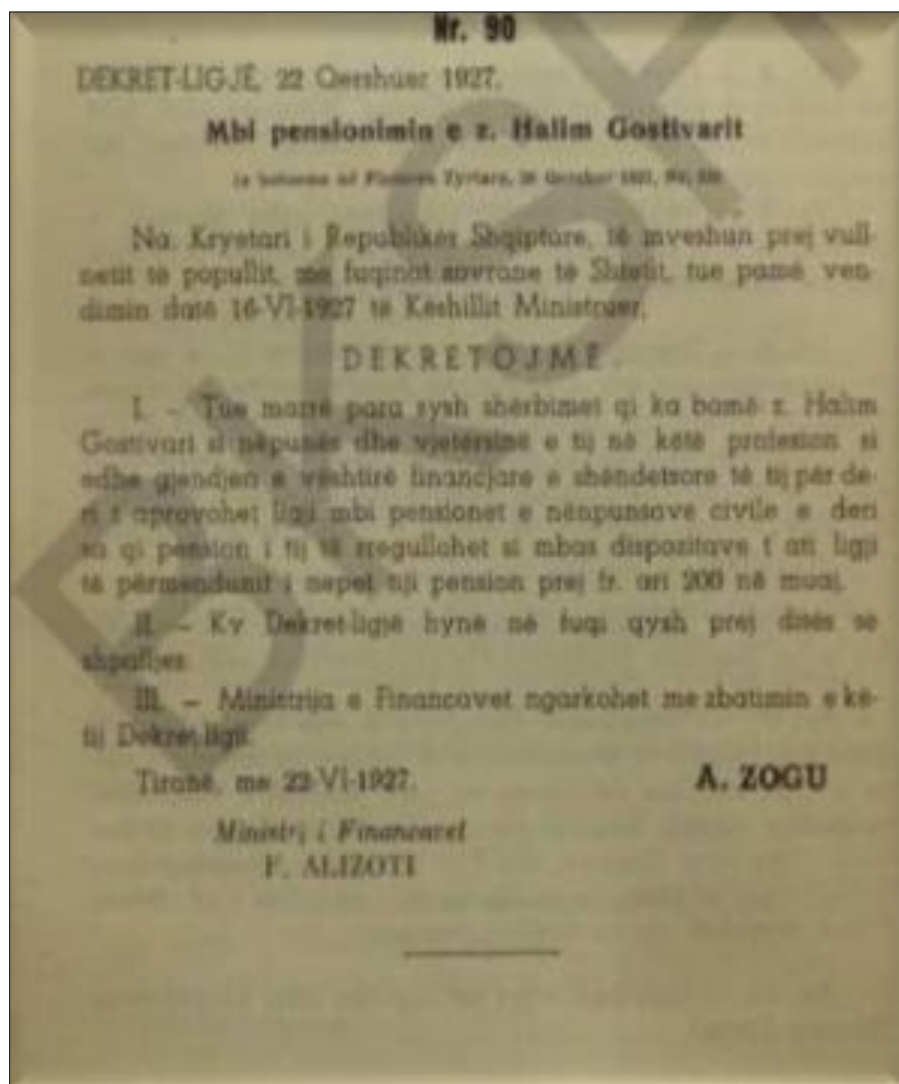 Nr. 90
DEKRET-LIGJË, 22 Qershuer 1927.
Mbi pensionimin e z. Halim Gostivarit
Zyrtare, Nr.
Na, Kryetari i Republikës Shqiptare, të mveshun prej vull-
netit të popullit, me fuqinat sovrane të Shtetit, tue pamë ven-
dimin datë 16-VI-1927 të Këshillit Ministruer,
DEKRETOJMË
I. – Tue marrë para sysh shërbimet qi ka bamë z. Halim
Gostivari si nëpunës dhe vjetërsinë e tij në këtë profesion si
edhe gjendjen e vështirë financjare e shëndetsore të tij për de-
ri s aprovohet ligji mbi pensionet e nënpunsave civile e deri
sa qi pension i tij të rregullohet si mbas dispozitave t ati ligji
të përmendunit i nepet nji pension prej fr. ari 200 në muaj.
II. – Ky Dekret-ligjë hynë në fuqi qysh prej ditës se
shpalljes
III. – Ministrija e Financavet ngarkohet me zbatimin e kë-
tij Dekret-ligji.
Tiranë, me 22-VI-1927.
A. ZOGU
Ministri i Financavet
F. ALIZOTI
BKSH